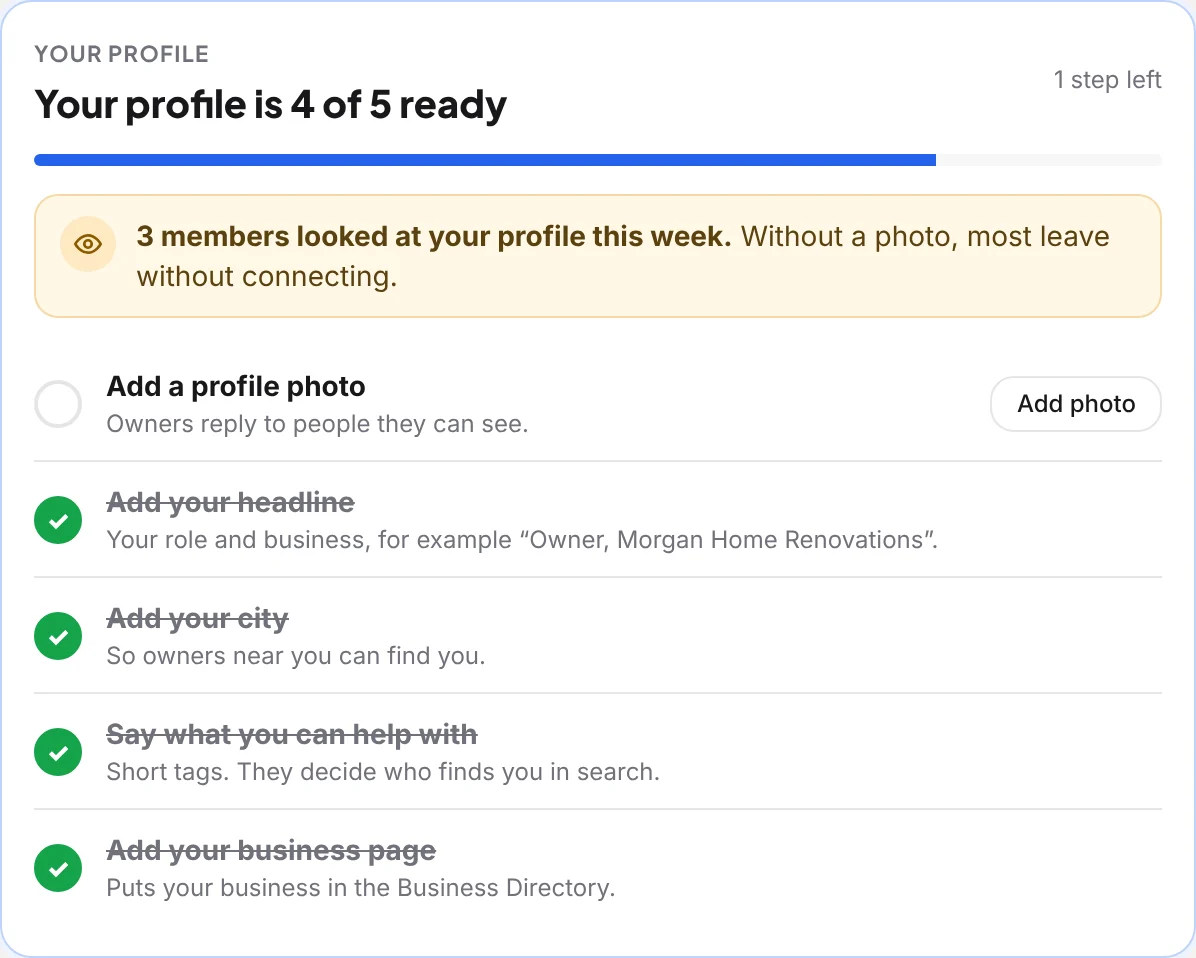 YOUR PROFILE
Your profile is 4 of 5 ready
1 step left
3 members looked at your profile this week. Without a photo, most leave
without connecting.
Add a profile photo
Owners reply to people they can see.
Add photo
Add your headline
Your role and business, for example “Owner, Morgan Home Renovations”.
Add your city
So owners near you can find you.
Say what you can help with
Short tags. They decide who finds you in search.
Add your business page
Puts your business in the Business Directory.